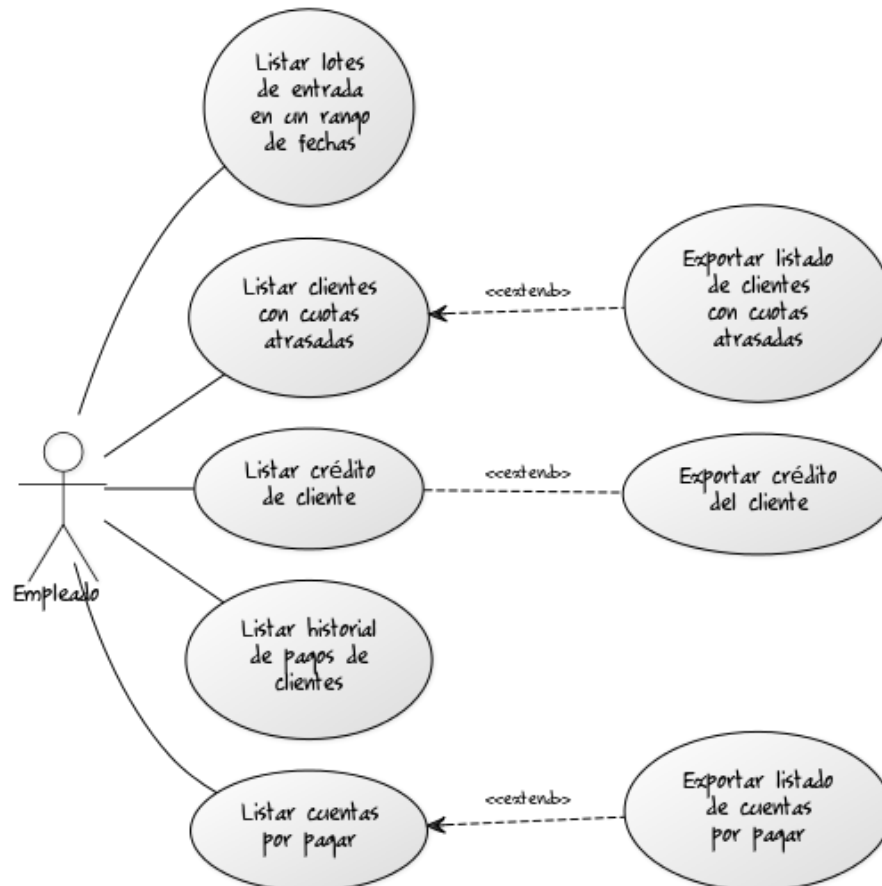 Listar lotes
de entrada
en un rango
de fechas
Listar clientes
con cuotas
atrasadas
<<extend>>
Exportar listado
de clientes
con cuotas
atrasadas
Listar crédito
de cliente
<<extend>>
Exportar crédito
del cliente
Empleado
Listar historial
de pagos de
clientes
Listar cuentas
por pagar
<<extend>>
Exportar listado
de cuentas
por pagar